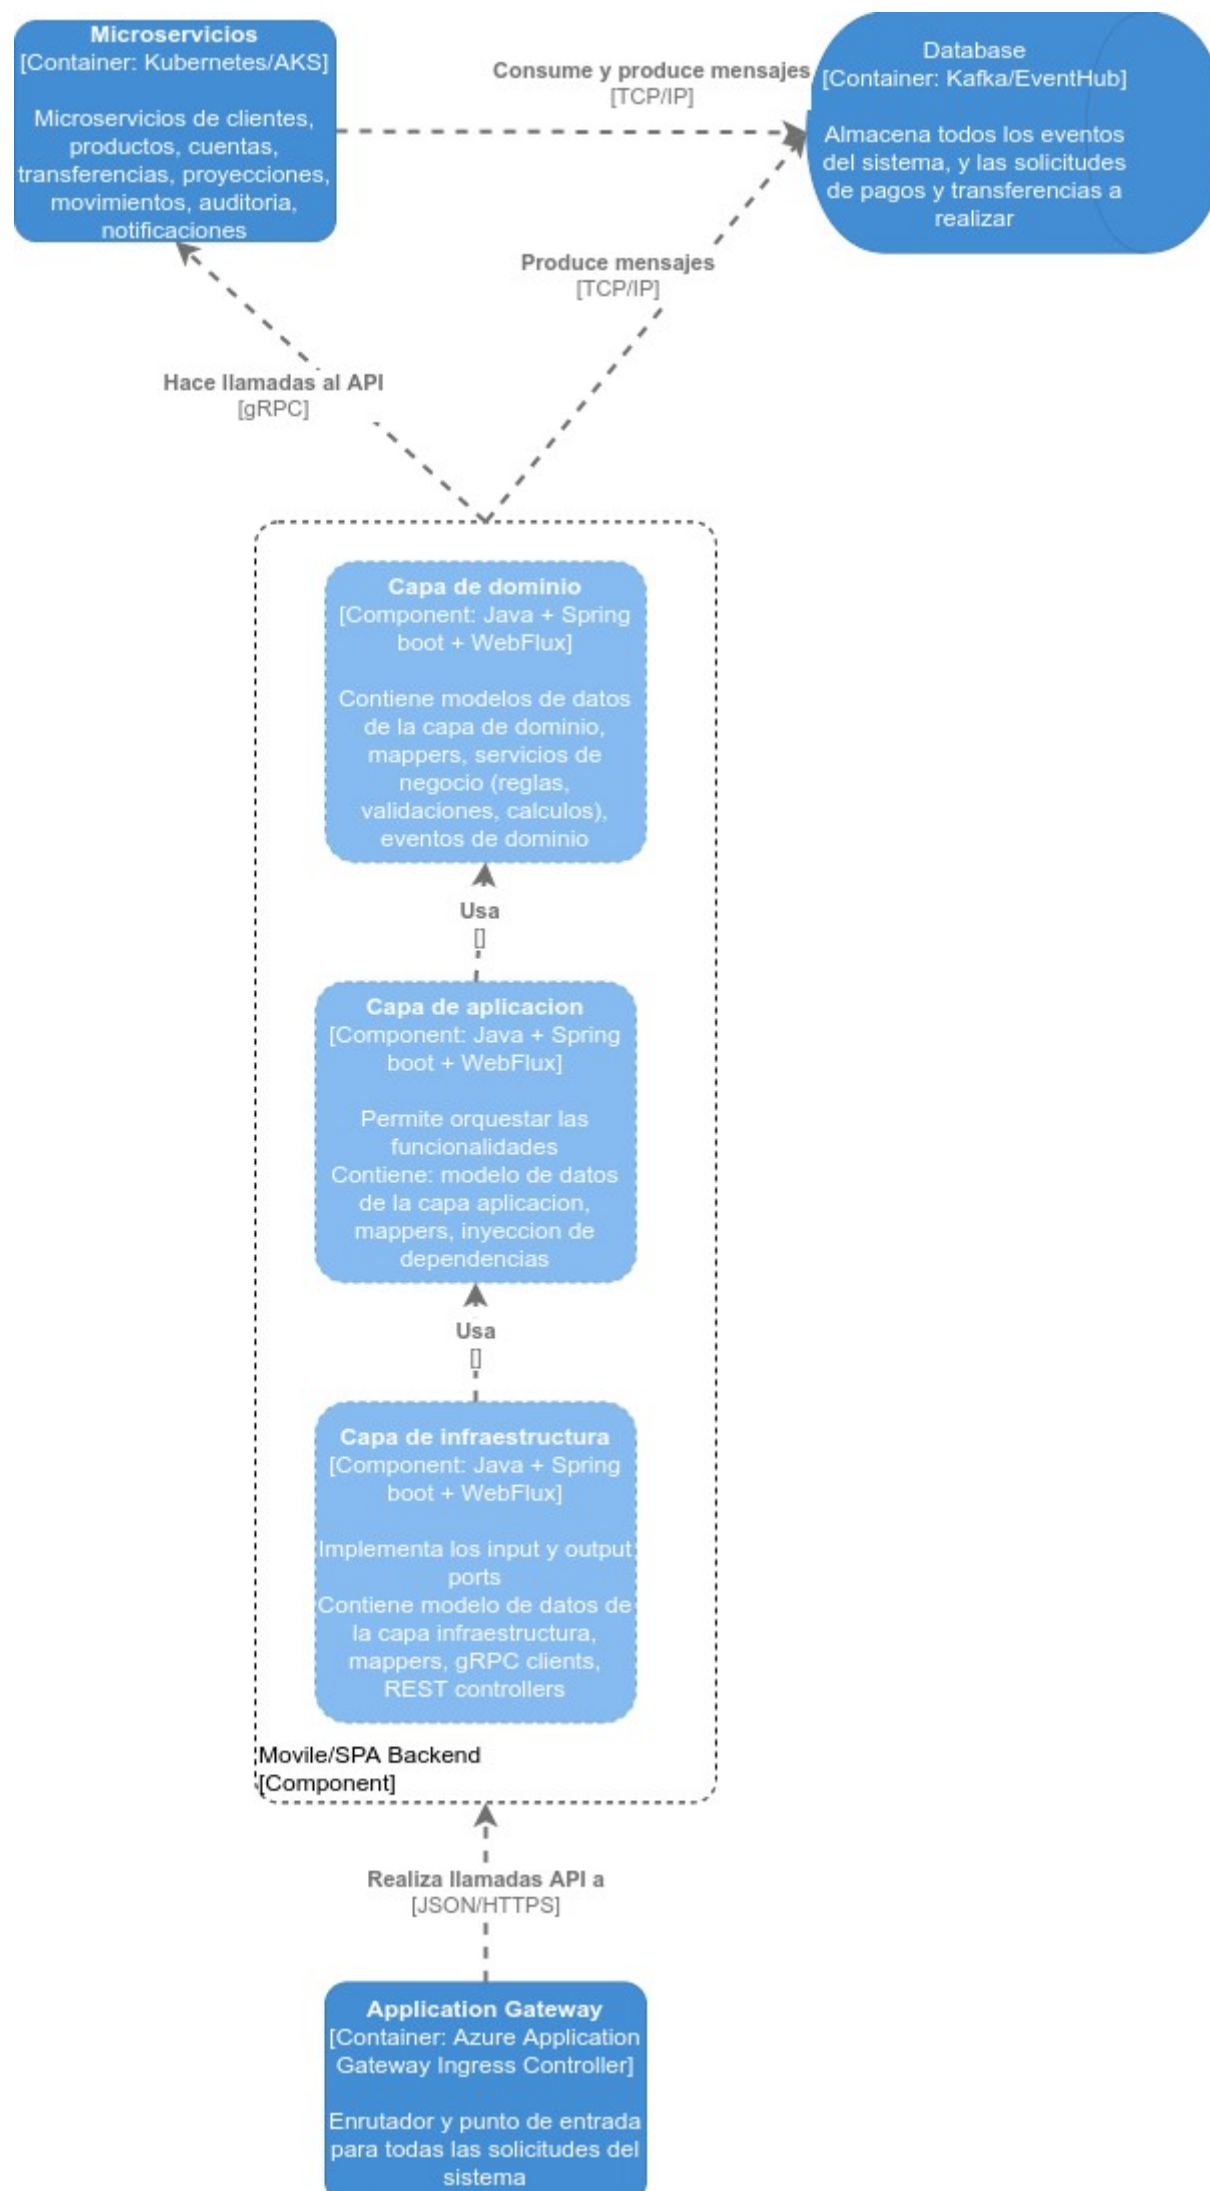 Microservicios
[Container: Kubernetes/AKS]
Microservicios de clientes,
productos, cuentas,
transferencias, proyecciones,
movimientos, auditoria,
notificaciones
Consume y produce mensajes
[TCP/IP]
Database
[Container: Kafka/EventHub]
Almacena todos los eventos
del sistema, y las solicitudes
de pagos y transferencias a
realizar
Produce mensajes
[TCP/IP]
Hace llamadas al API
[gRPC]
Capa de dominio
[Component: Java + Spring
boot + WebFlux]
Contiene modelos de datos
de la capa de dominio,
mappers, servicios de
negocio (reglas,
validaciones, calculos),
eventos de dominio
Usa
[]
Capa de aplicacion
[Component: Java + Spring
boot + WebFlux]
Permite orquestar las
funcionalidades
Contiene: modelo de datos
de la capa aplicacion,
mappers, inyeccion de
dependencias
Usa
[]
Capa de infraestructura
[Component: Java + Spring
boot + WebFlux]
Implementa los input y output
ports
Contiene modelo de datos de
la capa infraestructura,
mappers, gRPC clients,
REST controllers
Movile/SPA Backend
[Component]
Realiza llamadas API a
[JSON/HTTPS]
Application Gateway
[Container: Azure Application
Gateway Ingress Controller]
Enrutador y punto de entrada
para todas las solicitudes del
sistema